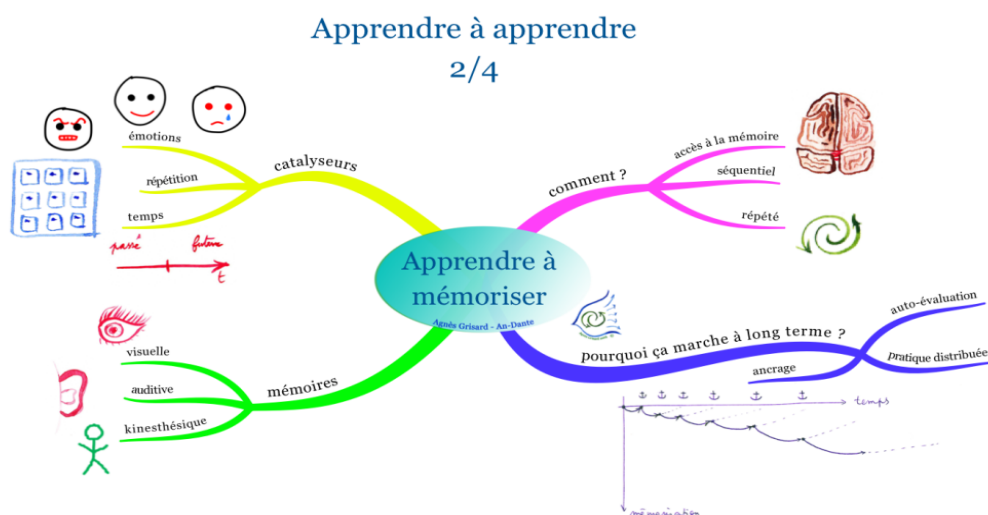 Apprendre à apprendre
2/4
émotions
répétition
temps
catalyseurs
passé
futur
t
comment ?
accès à la mémoire
séquentiel
répété
Apprendre à
mémoriser
Agnès Grisard - An-Dante
visuelle
auditive
kinesthésique
mémoires
pourquoi ça marche à long terme ?
auto-évaluation
pratique distribuée
ancrage
temps
mémorisation